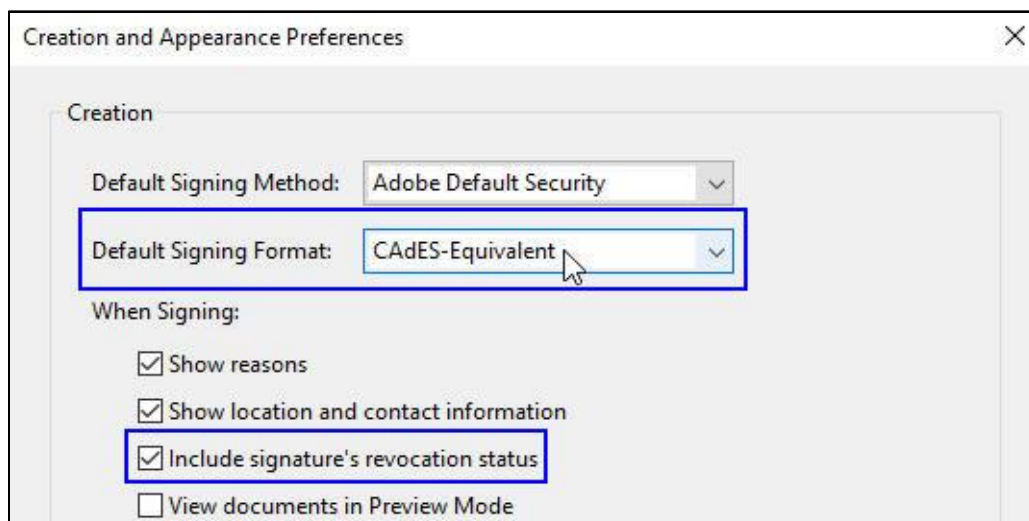 Creation and Appearance Preferences
Creation
Default Signing Method: Adobe Default Security
Default Signing Format: CAdES-Equivalent
When Signing:
Show reasons
Show location and contact information
Include signature's revocation status
View documents in Preview Mode